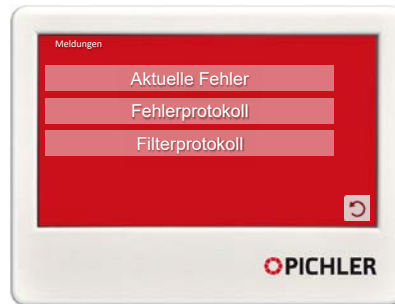 Meldungen
Aktuelle Fehler
Fehlerprotokoll
Filterprotokoll
PICHLER